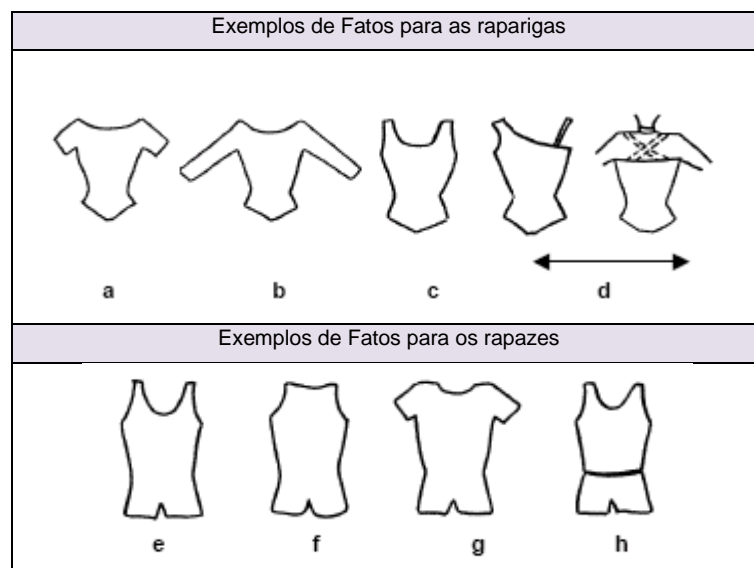 Exemplos de Fatos para as raparigas
a b c d
Exemplos de Fatos para os rapazes
e f g h